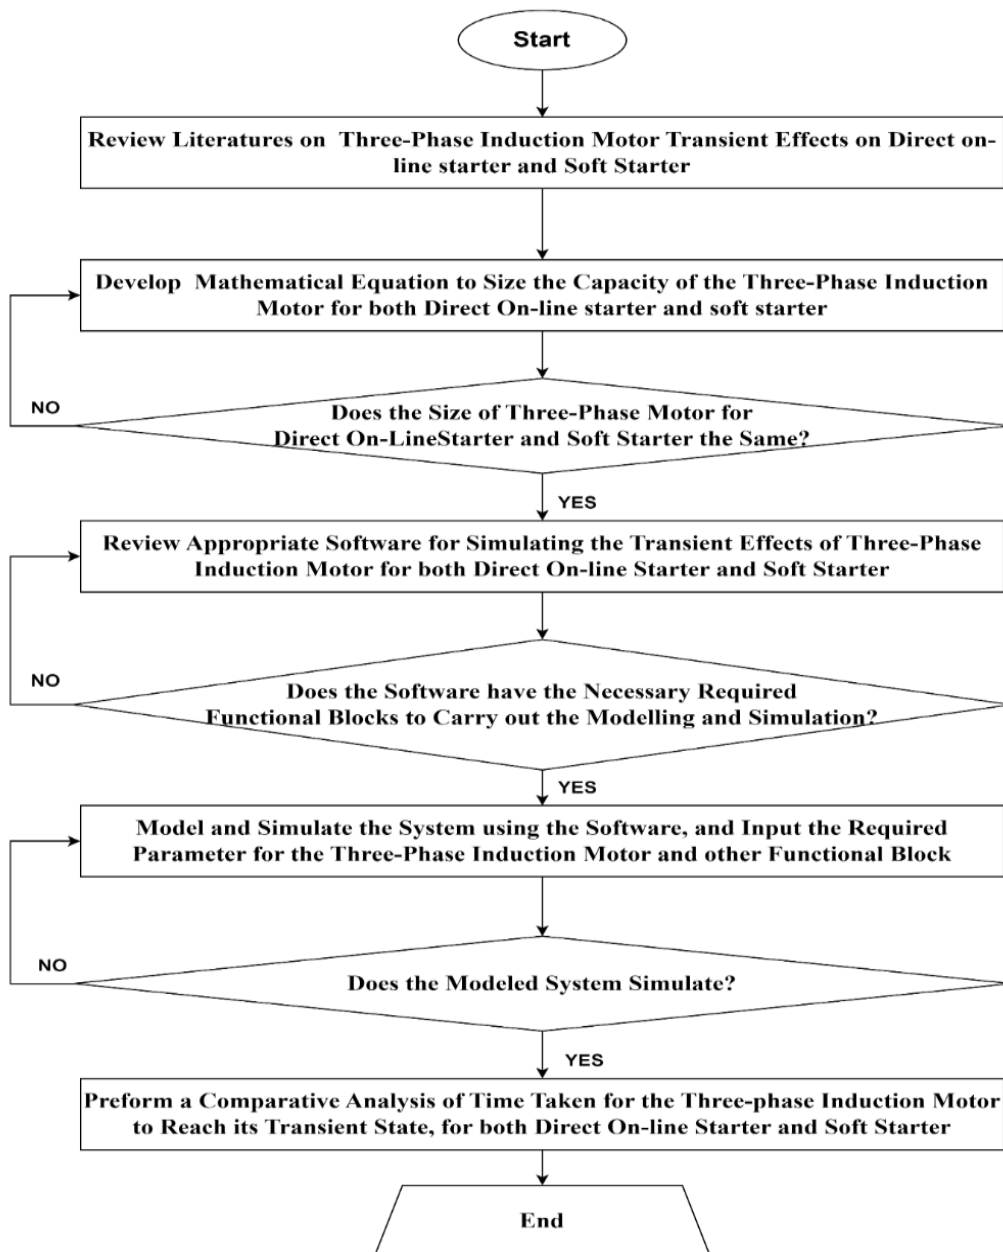 Start
Review Literatures on Three-Phase Induction Motor Transient Effects on Direct on-
line starter and Soft Starter
Develop Mathematical Equation to Size the Capacity of the Three-Phase Induction
Motor for both Direct On-line starter and soft starter
NO
Does the Size of Three-Phase Motor for
Direct On-LineStarter and Soft Starter the Same?
YES
Review Appropriate Software for Simulating the Transient Effects of Three-Phase
Induction Motor for both Direct On-line Starter and Soft Starter
NO
Does the Software have the Necessary Required
Functional Blocks to Carry out the Modelling and Simulation?
YES
Model and Simulate the System using the Software, and Input the Required
Parameter for the Three-Phase Induction Motor and other Functional Block
NO
Does the Modeled System Simulate?
YES
Preform a Comparative Analysis of Time Taken for the Three-phase Induction Motor
to Reach its Transient State, for both Direct On-line Starter and Soft Starter
End